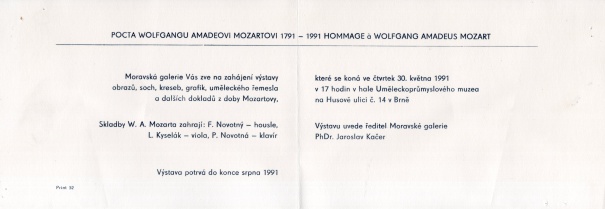 POCTA WOLFGANGU AMADEOVI MOZARTOVI 1791 – 1991 HOMMAGE à WOLFGANG AMADEUS MOZART
Moravská galerie Vás zve na zahájení výstavy
obrazů, soch, kreseb, grafik, uměleckého řemesla
a dalších dokladů z doby Mozartovy,
Skladby W. A. Mozarta zahrají: F. Novotný – housle,
L. Kyselák – viola, P. Novotná – klavír
Výstava potrvá do konce srpna 1991
Print 52
které se koná ve čtvrtek 30. května 1991
v 17 hodin v hale Uměleckoprůmyslového muzea
na Husově ulici č. 14 v Brně
Výstavu uvede ředitel Moravské galerie
PhDr. Jaroslav Kačer